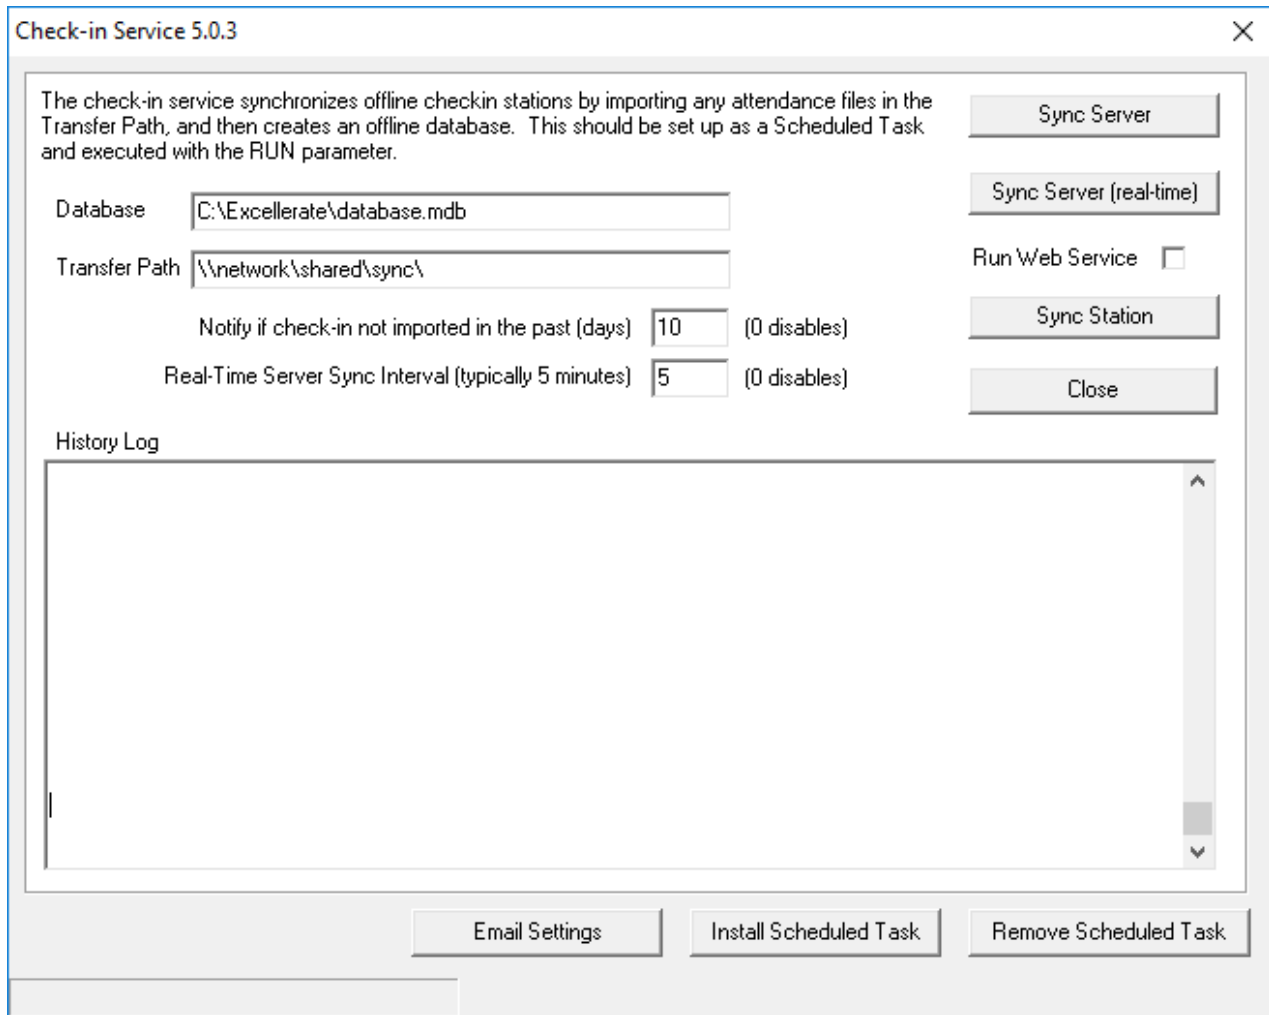 Check-in Service 5.0.3
The check-in service synchronizes offline checkin stations by importing any attendance files in the
Transfer Path, and then creates an offline database.  This should be set up as a Scheduled Task
and executed with the RUN parameter.
Sync Server
Sync Server (real-time)
Database
C:\Excellerate\database.mdb
Transfer Path
\\network\shared\sync\
Run Web Service
Notify if check-in not imported in the past (days)
10
(0 disables)
Sync Station
Real-Time Server Sync Interval (typically 5 minutes)
5
(0 disables)
Close
History Log
Email Settings
Install Scheduled Task
Remove Scheduled Task